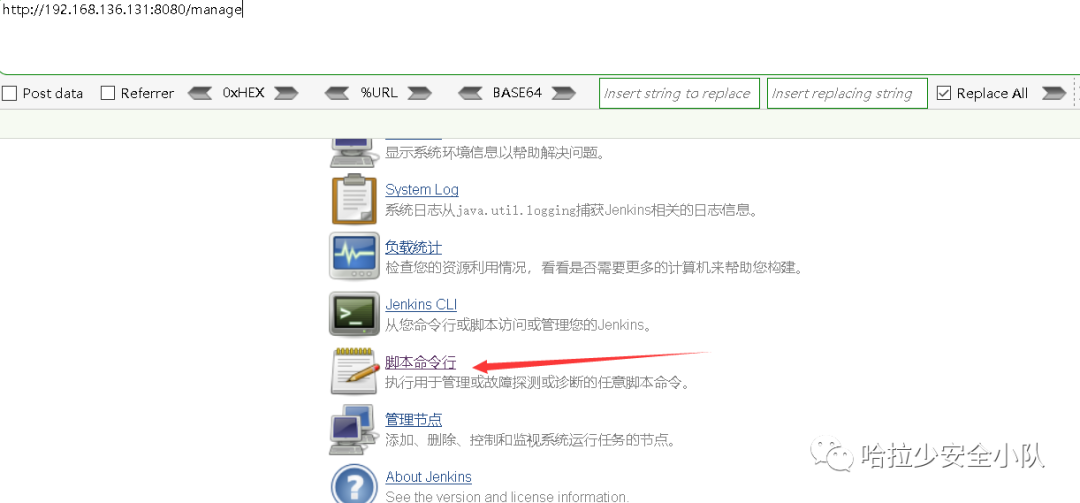 http://192.168.136.131:8080/manage
Post data Referrer 0xHEX %URL BASE64 Insert string to replace Insert replacing string Replace All
显示系统环境信息以帮助解决问题。
System Log
系统日志从java.util.logging捕获Jenkins相关的日志信息。
负载统计
检查您的资源利用情况，看看是否需要更多的计算机来帮助您构建。
Jenkins CLI
从您命令行或脚本访问或管理您的Jenkins。
脚本命令行
执行用于管理或故障探测或诊断的任意脚本命令。
管理节点
添加、删除、控制和监视系统运行任务的节点。
哈拉少安全小队
About Jenkins
See the version and license information.